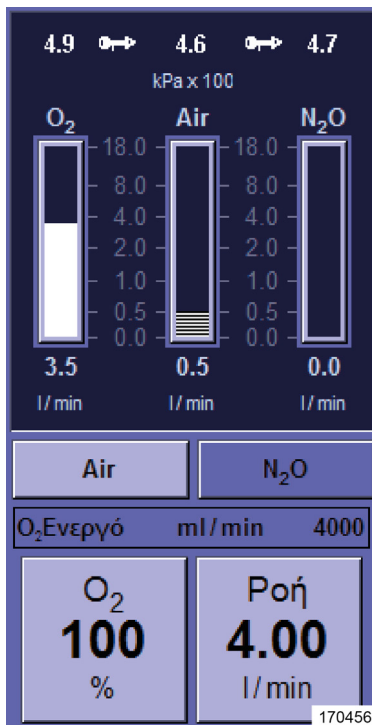 4.9 4.6 4.7
kPa x 100
O₂ Air N₂O
18.0 18.0
8.0 8.0
4.0 4.0
2.0 2.0
1.0 1.0
0.5 0.5
0.0 0.0
3.5 0.5 0.0
l/min l/min l/min
Air N₂O
O₂Ενεργό ml/min 4000
O₂ Ροή
100 4.00
% l/min
170456